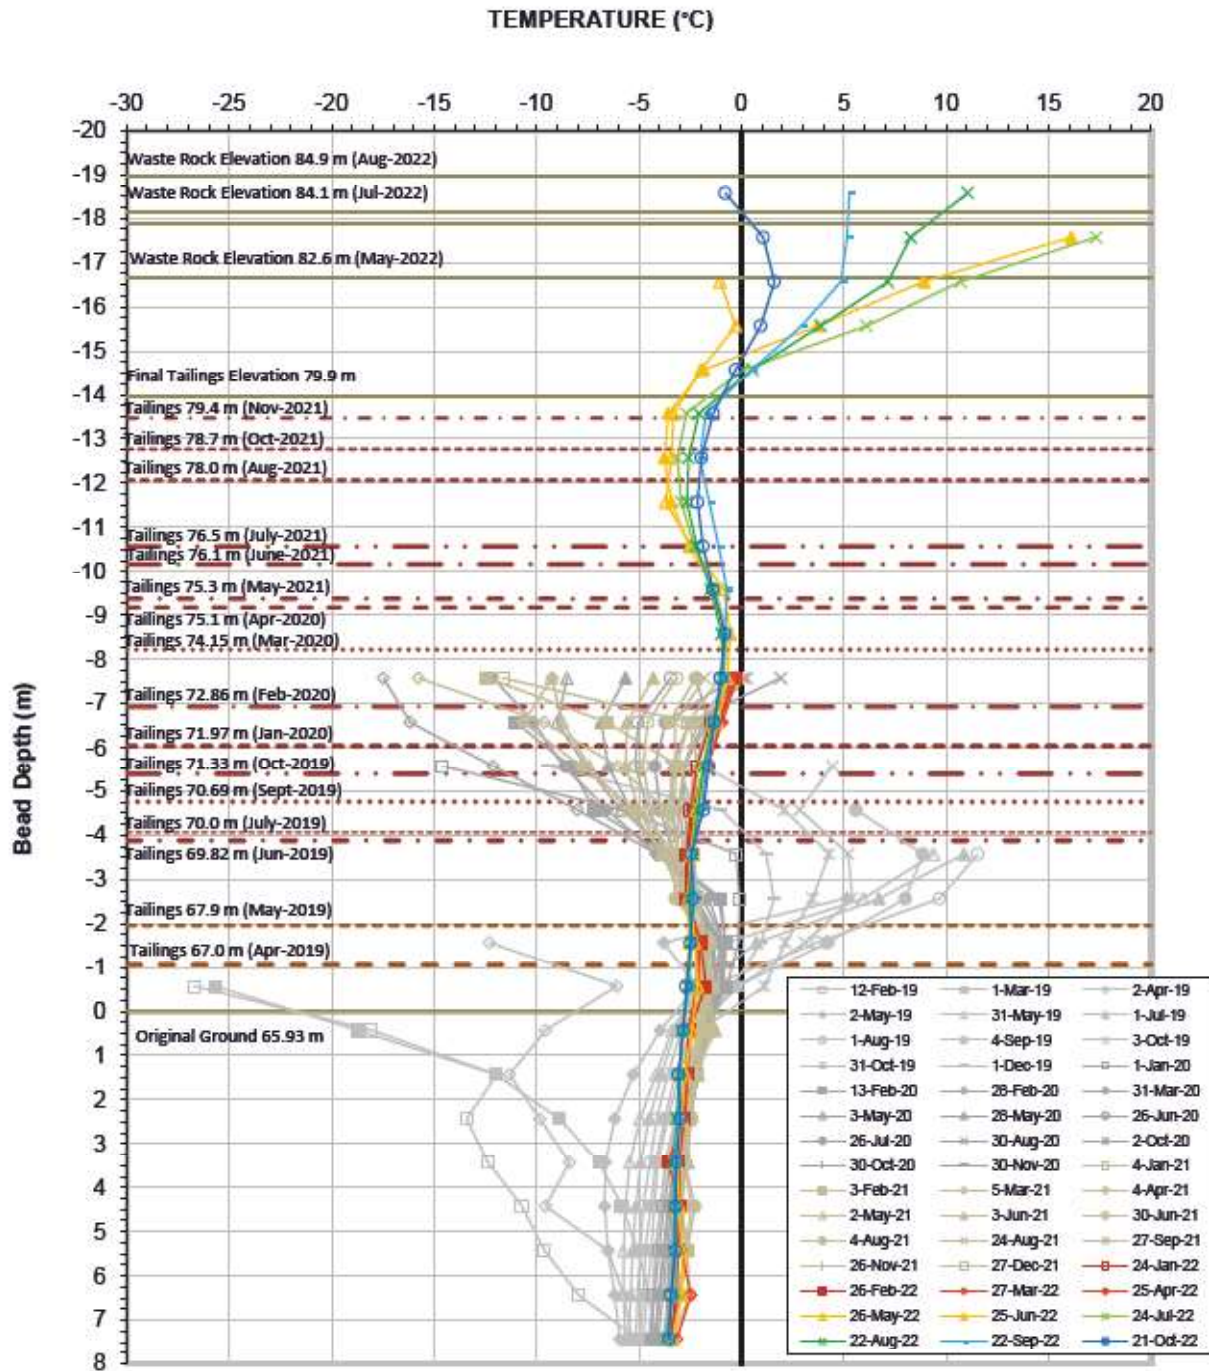 TEMPERATURE (°C)
-30 -25 -20 -15 -10 -5 0 5 10 15 20
Bead Depth (m)
-20
-19
-18
-17
-16
-15
-14
-13
-12
-11
-10
-9
-8
-7
-6
-5
-4
-3
-2
-1
0
1
2
3
4
5
6
7
8
Waste Rock Elevation 84.9 m (Aug-2022)
Waste Rock Elevation 84.1 m (Jul-2022)
Waste Rock Elevation 82.6 m (May-2022)
Final Tailings Elevation 79.9 m
Tailings 79.4 m (Nov-2021)
Tailings 78.7 m (Oct-2021)
Tailings 78.0 m (Aug-2021)
Tailings 76.5 m (July-2021)
Tailings 76.1 m (June-2021)
Tailings 75.3 m (May-2021)
Tailings 75.1 m (Apr-2020)
Tailings 74.15 m (Mar-2020)
Tailings 72.86 m (Feb-2020)
Tailings 71.97 m (Jan-2020)
Tailings 71.33 m (Oct-2019)
Tailings 70.69 m (Sept-2019)
Tailings 70.0 m (July-2019)
Tailings 69.82 m (Jun-2019)
Tailings 67.9 m (May-2019)
Tailings 67.0 m (Apr-2019)
Original Ground 65.93 m
12-Feb-19 1-Mar-19 2-Apr-19
2-May-19 31-May-19 1-Jul-19
1-Aug-19 4-Sep-19 3-Oct-19
31-Oct-19 1-Dec-19 1-Jan-20
13-Feb-20 28-Feb-20 31-Mar-20
3-May-20 28-May-20 26-Jun-20
26-Jul-20 30-Aug-20 2-Oct-20
30-Oct-20 30-Nov-20 4-Jan-21
3-Feb-21 5-Mar-21 4-Apr-21
2-May-21 3-Jun-21 30-Jun-21
4-Aug-21 24-Aug-21 27-Sep-21
26-Nov-21 27-Dec-21 24-Jan-22
26-Feb-22 27-Mar-22 25-Apr-22
26-May-22 25-Jun-22 24-Jul-22
22-Aug-22 22-Sep-22 21-Oct-22